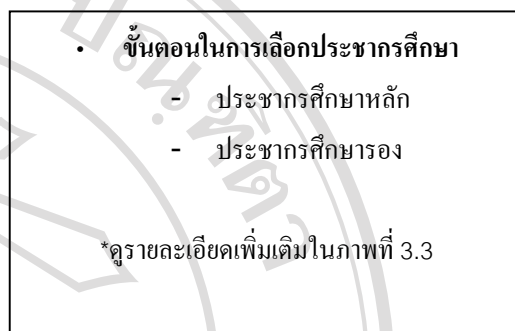 • ขั้นตอนในการเลือกประชากรศึกษา
- ประชากรศึกษาหลัก
- ประชากรศึกษารอง
*ดูรายละเอียดเพิ่มเติมในภาพที่ 3.3